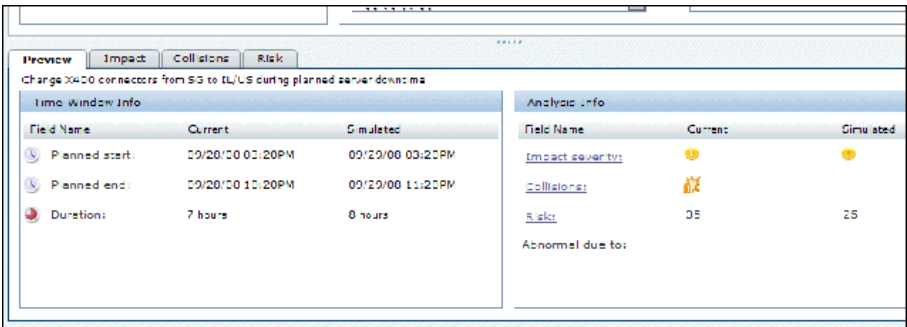 Preview Impact Collisions Risk
Change X400 connectors from SG to IL/US during planned server downtime
Time Window Info
Field Name Current Simulated
Planned start: 09/28/08 03:20PM 09/29/08 03:20PM
Planned end: 09/28/08 10:20PM 09/29/08 11:20PM
Duration: 7 hours 8 hours
Analysis Info
Field Name Current Simulated
Impact severity:
Collisions:
Risk: 35 25
Abnormal due to: